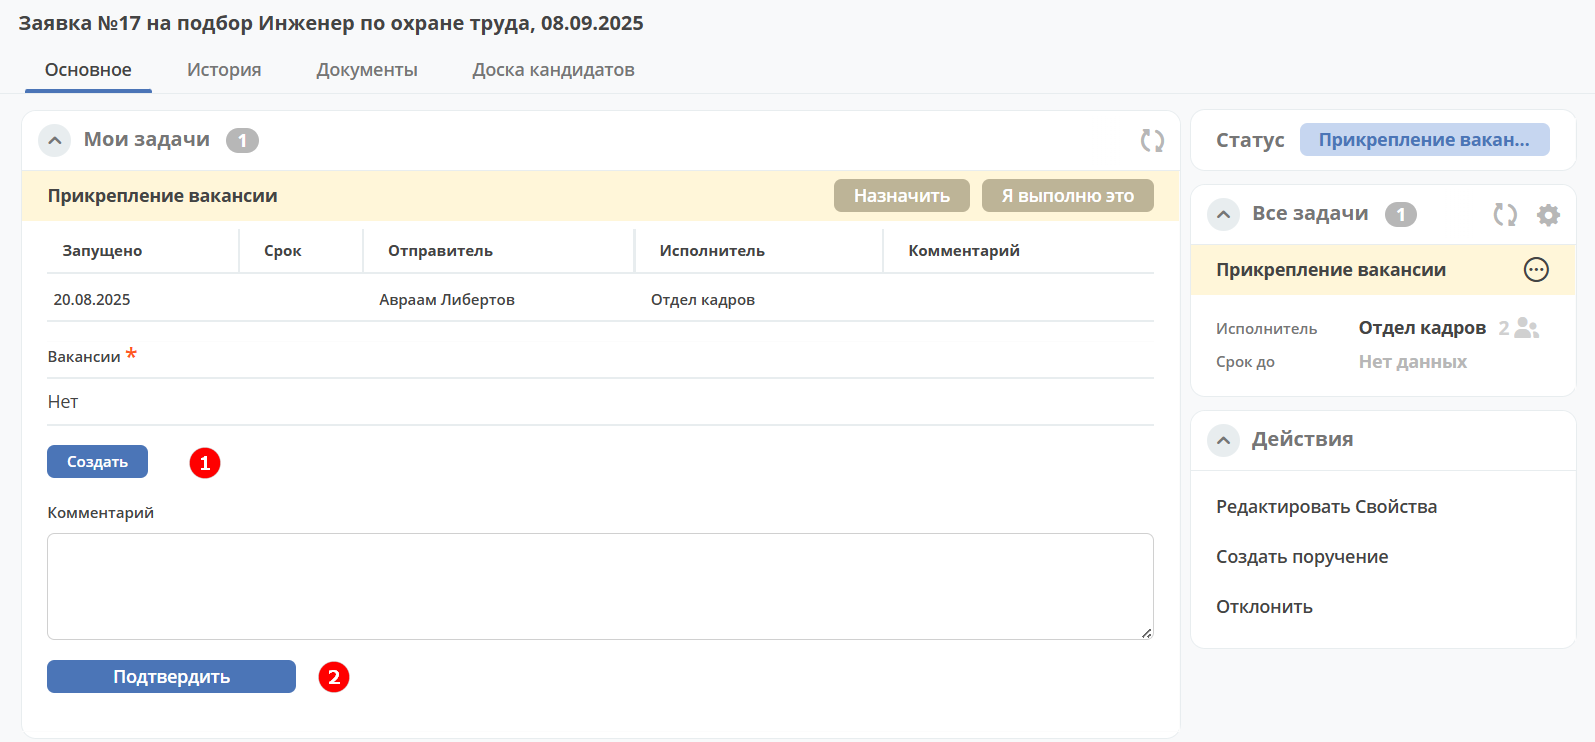 Заявка №17 на подбор Инженер по охране труда, 08.09.2025
Основное История Документы Доска кандидатов
Мои задачи 1
Прикрепление вакансии Назначить Я выполню это
Запущено Срок Отправитель Исполнитель Комментарий
20.08.2025 Авраам Либертов Отдел кадров
Вакансии *
Нет
Создать 1
Комментарий
Подтвердить 2
Статус Прикрепление вакан...
Все задачи 1
Прикрепление вакансии
Исполнитель Отдел кадров 2
Срок до Нет данных
Действия
Редактировать Свойства
Создать поручение
Отклонить